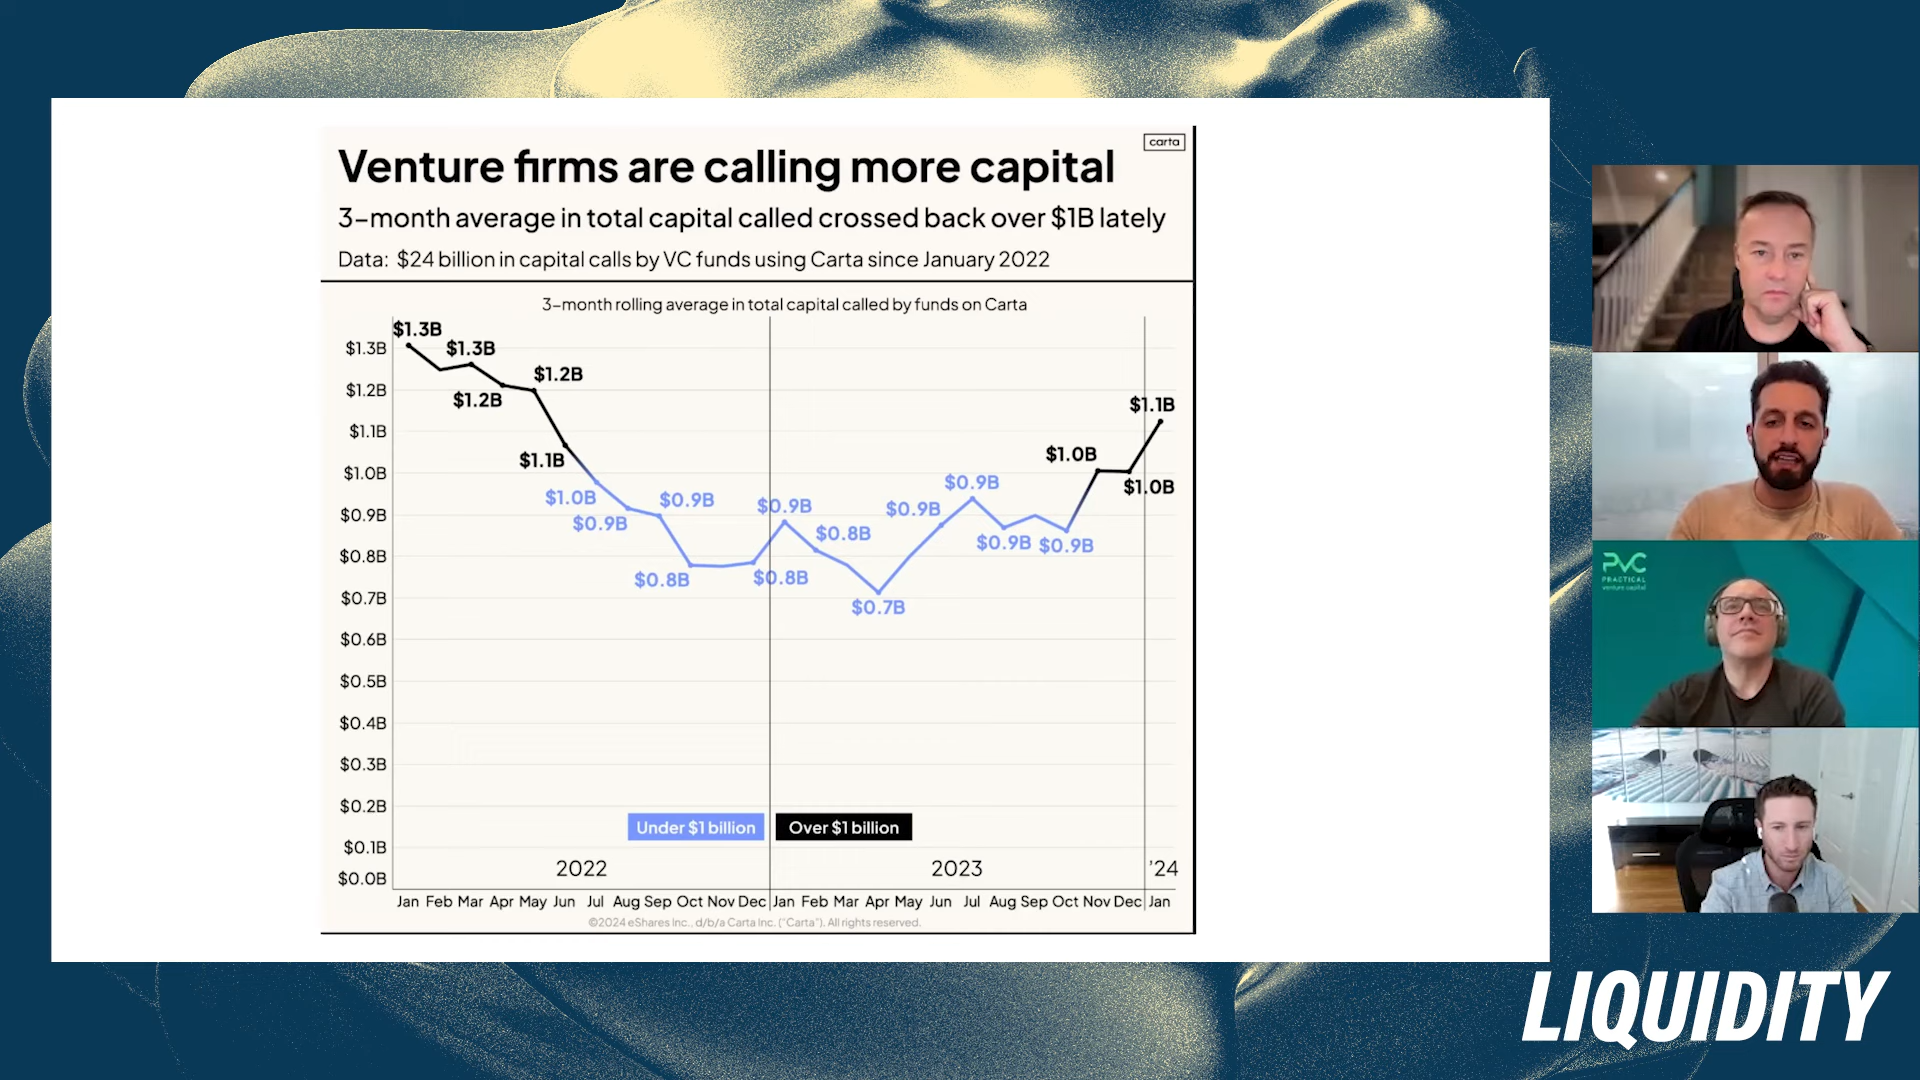 carta
Venture firms are calling more capital
3-month average in total capital called crossed back over $1B lately
Data: $24 billion in capital calls by VC funds using Carta since January 2022
3-month rolling average in total capital called by funds on Carta
$1.3B
$1.2B
$1.1B
$1.0B
$0.9B
$0.8B
$0.7B
$0.6B
$0.5B
$0.4B
$0.3B
$0.2B
$0.1B
$0.0B
$1.3B
$1.3B
$1.2B
$1.2B
$1.1B
$1.0B
$0.9B
$0.9B
$0.8B
$0.8B
$0.9B
$0.8B
$0.7B
$0.9B
$0.9B
$0.9B
$0.9B
$1.0B
$1.0B
$1.1B
Under $1 billion
Over $1 billion
2022
2023
'24
Jan Feb Mar Apr May Jun Jul Aug Sep Oct Nov Dec Jan Feb Mar Apr May Jun Jul Aug Sep Oct Nov Dec Jan
©2024 eShares Inc., d/b/a Carta Inc. ("Carta"). All rights reserved.
PVC
PRACTICAL
venture capital
LIQUIDITY